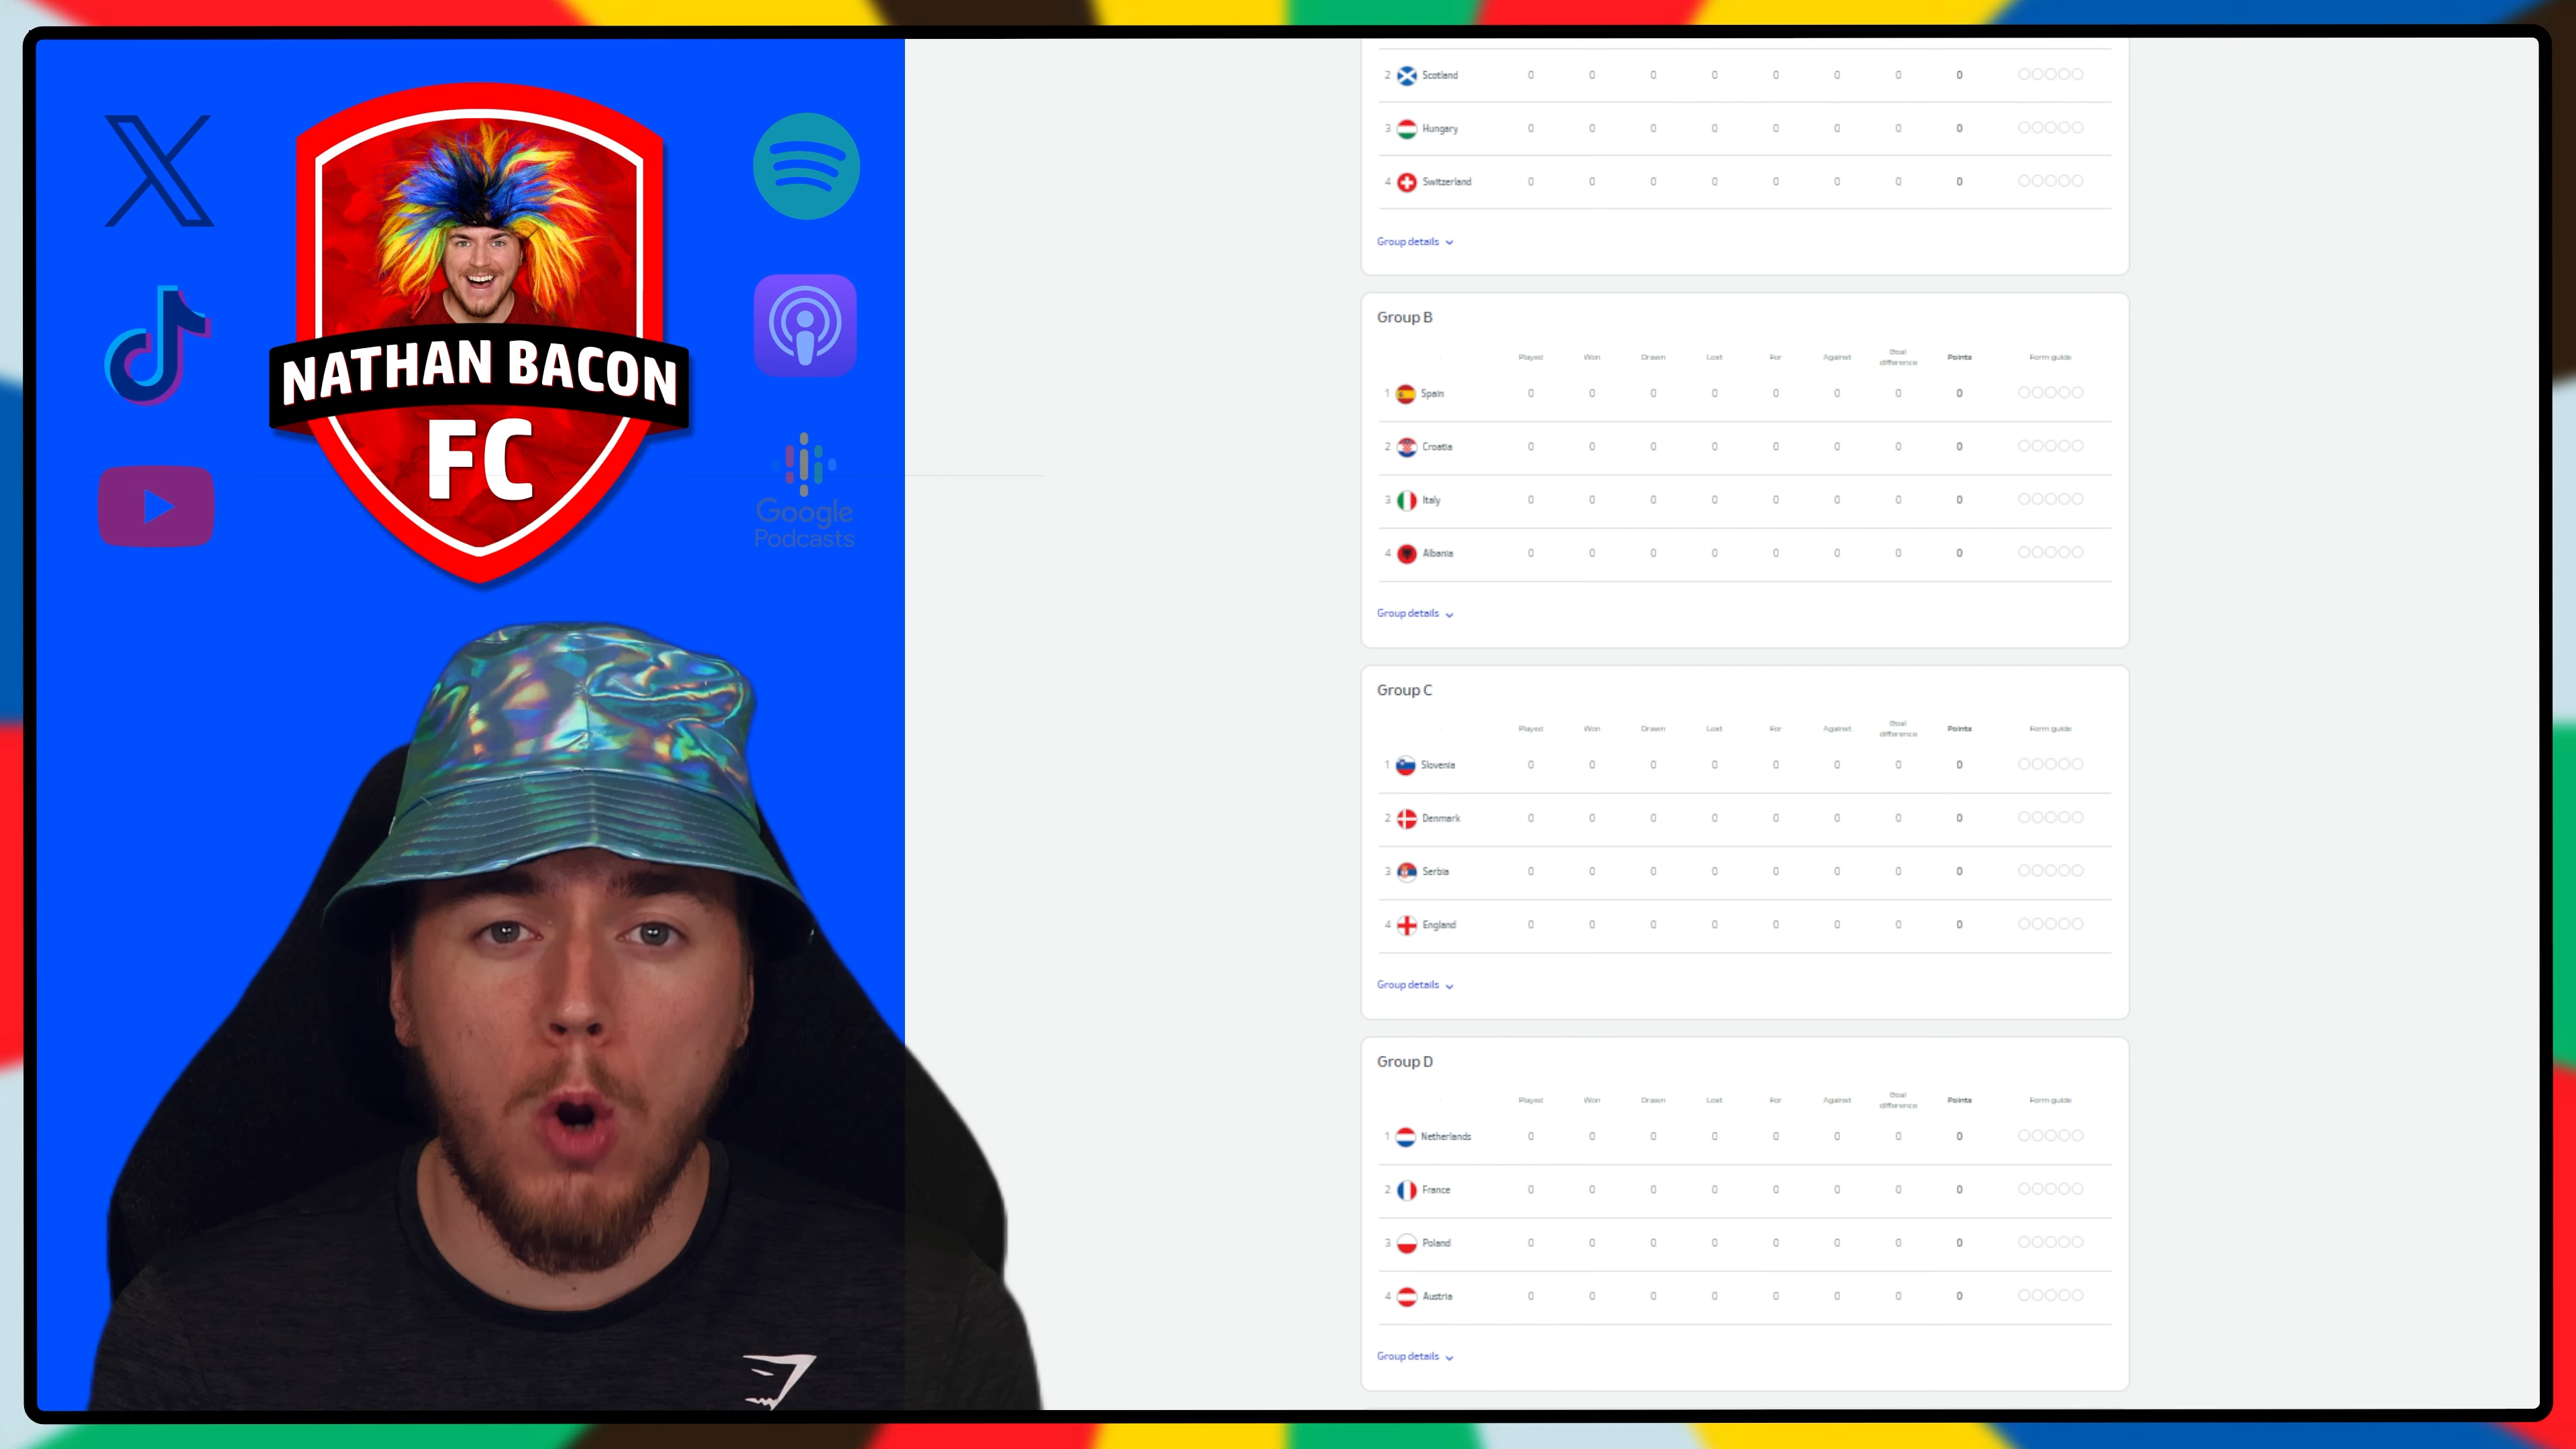 NATHAN BACON
FC
Google
Podcasts
2 Scotland 0 0 0 0 0 0 0 0
3 Hungary 0 0 0 0 0 0 0 0
4 Switzerland 0 0 0 0 0 0 0 0
Group details
Group B
Played Won Drawn Lost For Against Goal difference Points Form guide
1 Spain 0 0 0 0 0 0 0 0
2 Croatia 0 0 0 0 0 0 0 0
3 Italy 0 0 0 0 0 0 0 0
4 Albania 0 0 0 0 0 0 0 0
Group details
Group C
Played Won Drawn Lost For Against Goal difference Points Form guide
1 Slovenia 0 0 0 0 0 0 0 0
2 Denmark 0 0 0 0 0 0 0 0
3 Serbia 0 0 0 0 0 0 0 0
4 England 0 0 0 0 0 0 0 0
Group details
Group D
Played Won Drawn Lost For Against Goal difference Points Form guide
1 Netherlands 0 0 0 0 0 0 0 0
2 France 0 0 0 0 0 0 0 0
3 Poland 0 0 0 0 0 0 0 0
4 Austria 0 0 0 0 0 0 0 0
Group details